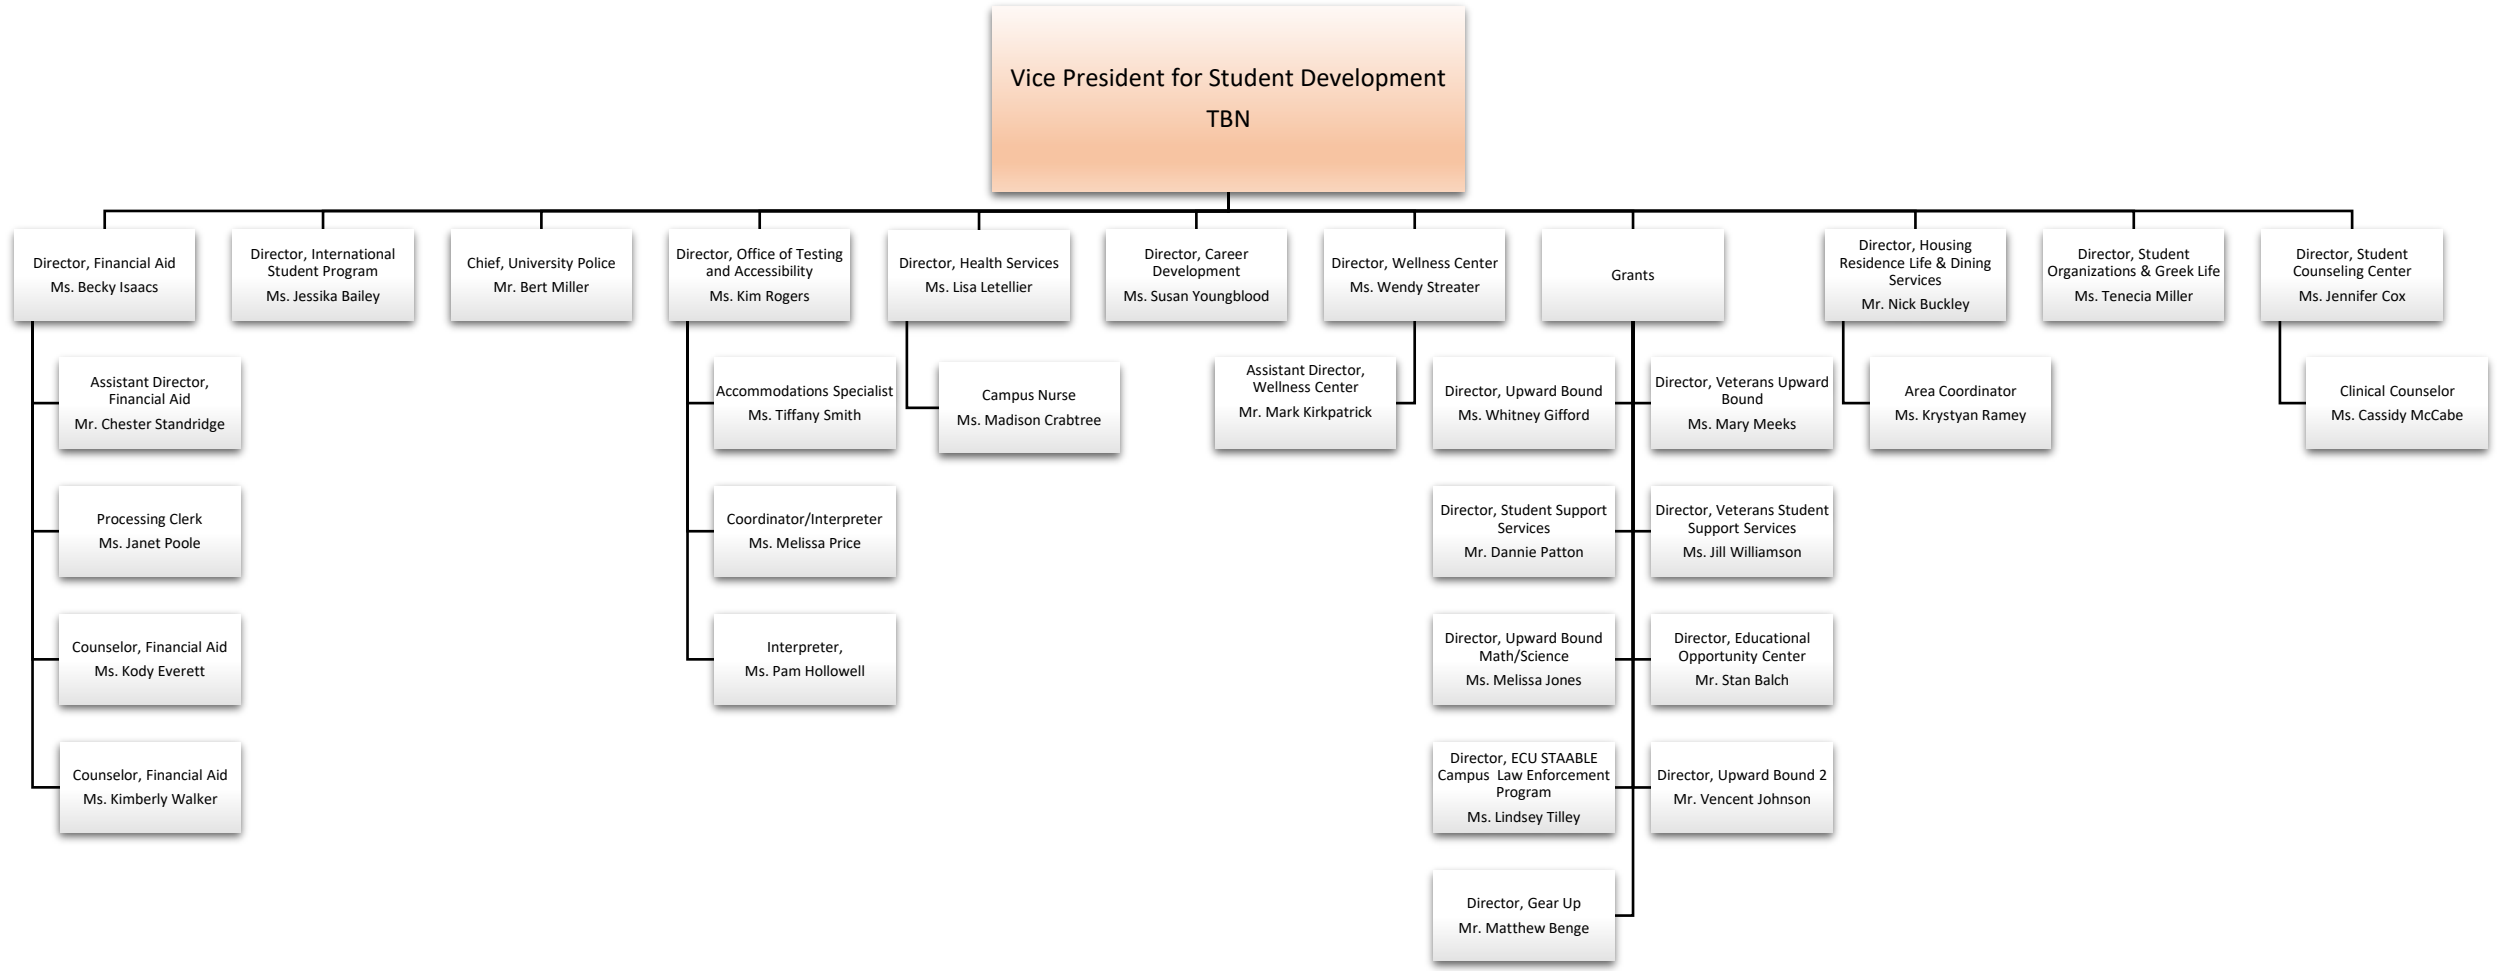 Vice President for Student Development
TBN
Director, Financial Aid
Ms. Becky Isaacs
Director, International
Student Program
Ms. Jessika Bailey
Chief, University Police
Mr. Bert Miller
Director, Office of Testing
and Accessibility
Ms. Kim Rogers
Director, Health Services
Ms. Lisa Letellier
Director, Career
Development
Ms. Susan Youngblood
Director, Wellness Center
Ms. Wendy Streater
Grants
Director, Housing
Residence Life & Dining
Services
Mr. Nick Buckley
Director, Student
Organizations & Greek Life
Ms. Tenecia Miller
Director, Student
Counseling Center
Ms. Jennifer Cox
Assistant Director,
Financial Aid
Mr. Chester Standridge
Accommodations Specialist
Ms. Tiffany Smith
Campus Nurse
Ms. Madison Crabtree
Assistant Director,
Wellness Center
Mr. Mark Kirkpatrick
Director, Upward Bound
Ms. Whitney Gifford
Director, Veterans Upward
Bound
Ms. Mary Meeks
Area Coordinator
Ms. Krystyan Ramey
Clinical Counselor
Ms. Cassidy McCabe
Processing Clerk
Ms. Janet Poole
Coordinator/Interpreter
Ms. Melissa Price
Director, Student Support
Services
Mr. Dannie Patton
Director, Veterans Student
Support Services
Ms. Jill Williamson
Counselor, Financial Aid
Ms. Kody Everett
Interpreter,
Ms. Pam Hollowell
Director, Upward Bound
Math/Science
Ms. Melissa Jones
Director, Educational
Opportunity Center
Mr. Stan Balch
Counselor, Financial Aid
Ms. Kimberly Walker
Director, ECU STAABLE
Campus  Law Enforcement
Program
Ms. Lindsey Tilley
Director, Upward Bound 2
Mr. Vencent Johnson
Director, Gear Up
Mr. Matthew Benge